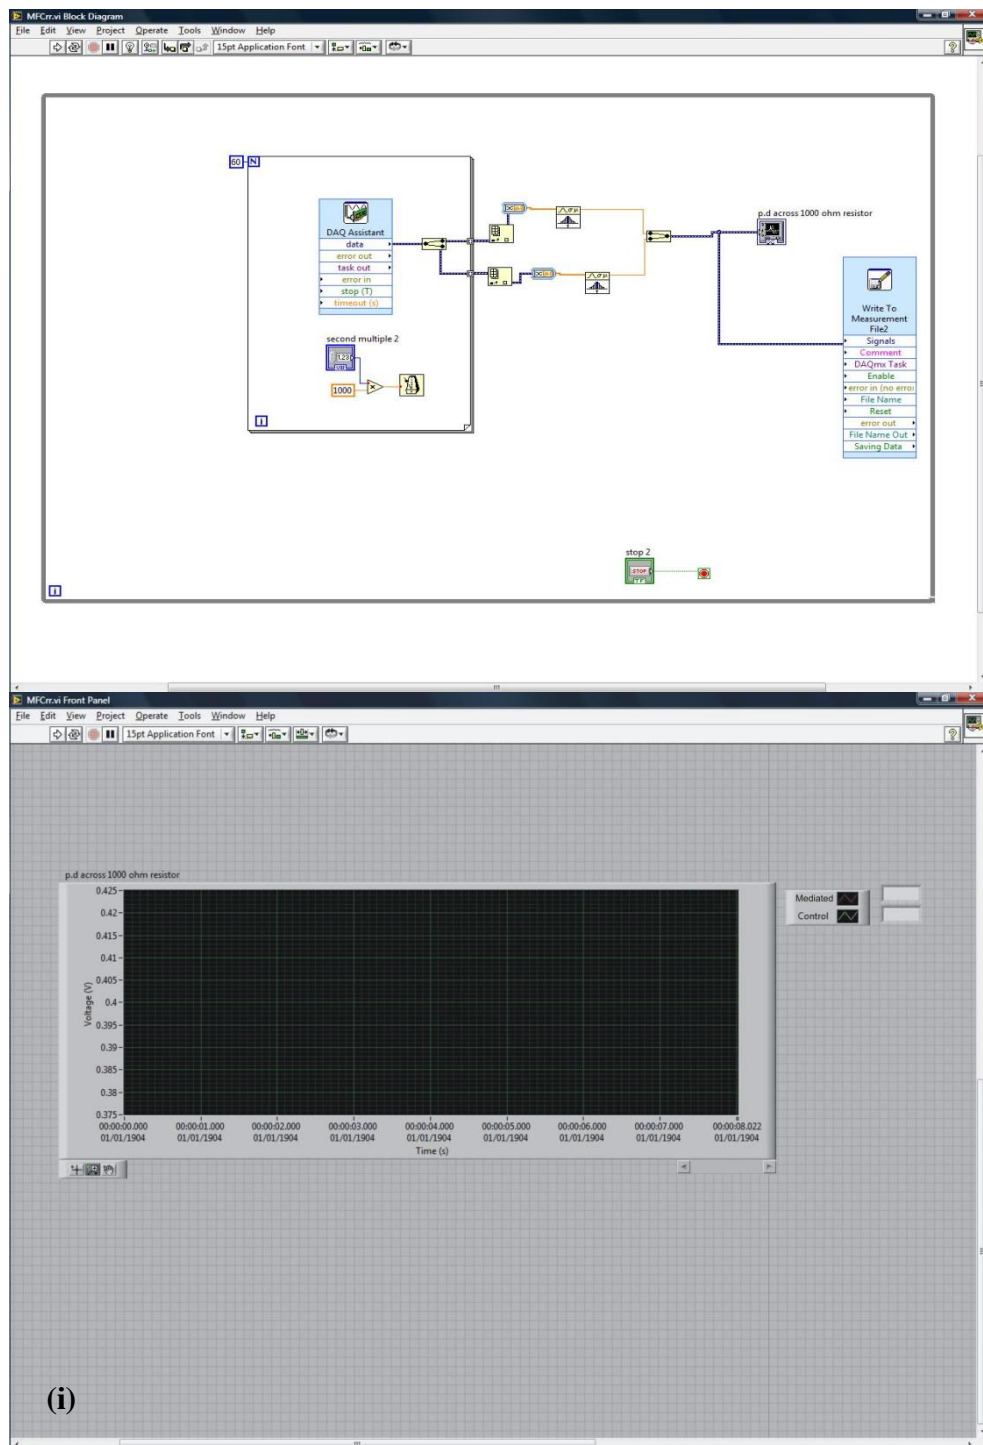 MFCrr.vi Block Diagram
File Edit View Project Operate Tools Window Help
15pt Application Font
60 N
DAQ Assistant
data
error out
task out
error in
stop (T)
timeout (s)
second multiple 2
1.23
1000
i
p.d across 1000 ohm resistor
Write To
Measurement
File2
Signals
Comment
DAQmx Task
Enable
error in (no erro
File Name
Reset
error out
File Name Out
Saving Data
stop 2
STOP
TF
i
MFCrr.vi Front Panel
File Edit View Project Operate Tools Window Help
15pt Application Font
p.d across 1000 ohm resistor
Mediated
Control
0.425
0.42
0.415
0.41
0.405
0.4
0.395
0.39
0.385
0.38
0.375
Voltage (V)
00:00:00.000 00:00:01.000 00:00:02.000 00:00:03.000 00:00:04.000 00:00:05.000 00:00:06.000 00:00:07.000 00:00:08.022
01/01/1904 01/01/1904 01/01/1904 01/01/1904 01/01/1904 01/01/1904 01/01/1904 01/01/1904 01/01/1904
Time (s)
(i)